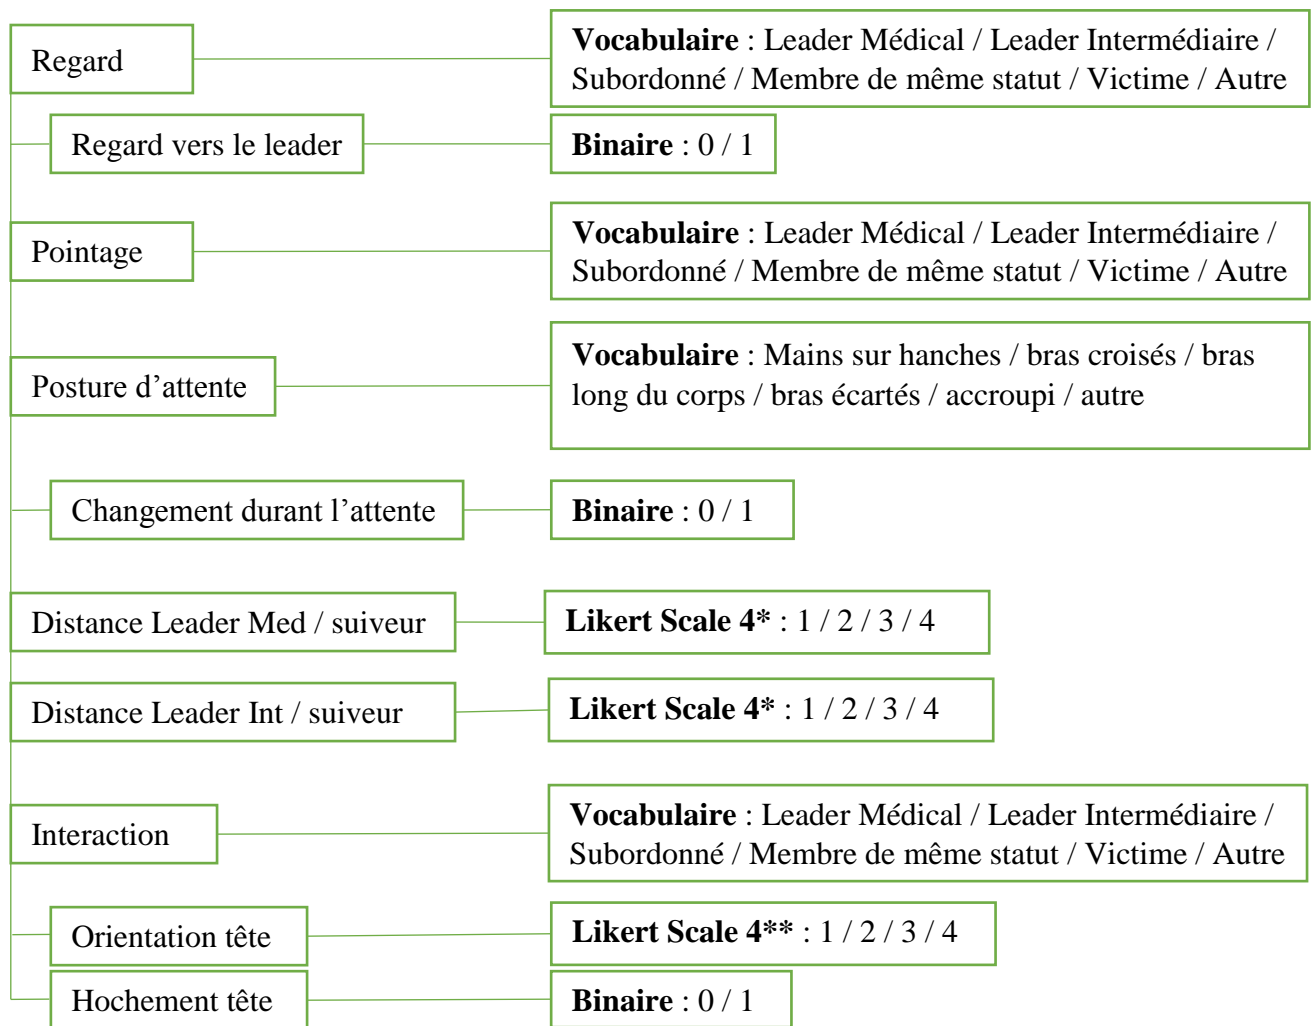 Regard
Vocabulaire : Leader Médical / Leader Intermédiaire /
Subordonné / Membre de même statut / Victime / Autre
Regard vers le leader
Binaire : 0 / 1
Pointage
Vocabulaire : Leader Médical / Leader Intermédiaire /
Subordonné / Membre de même statut / Victime / Autre
Posture d’attente
Vocabulaire : Mains sur hanches / bras croisés / bras
long du corps / bras écartés / accroupi / autre
Changement durant l’attente
Binaire : 0 / 1
Distance Leader Med / suiveur
Likert Scale 4* : 1 / 2 / 3 / 4
Distance Leader Int / suiveur
Likert Scale 4* : 1 / 2 / 3 / 4
Interaction
Vocabulaire : Leader Médical / Leader Intermédiaire /
Subordonné / Membre de même statut / Victime / Autre
Orientation tête
Likert Scale 4** : 1 / 2 / 3 / 4
Hochement tête
Binaire : 0 / 1